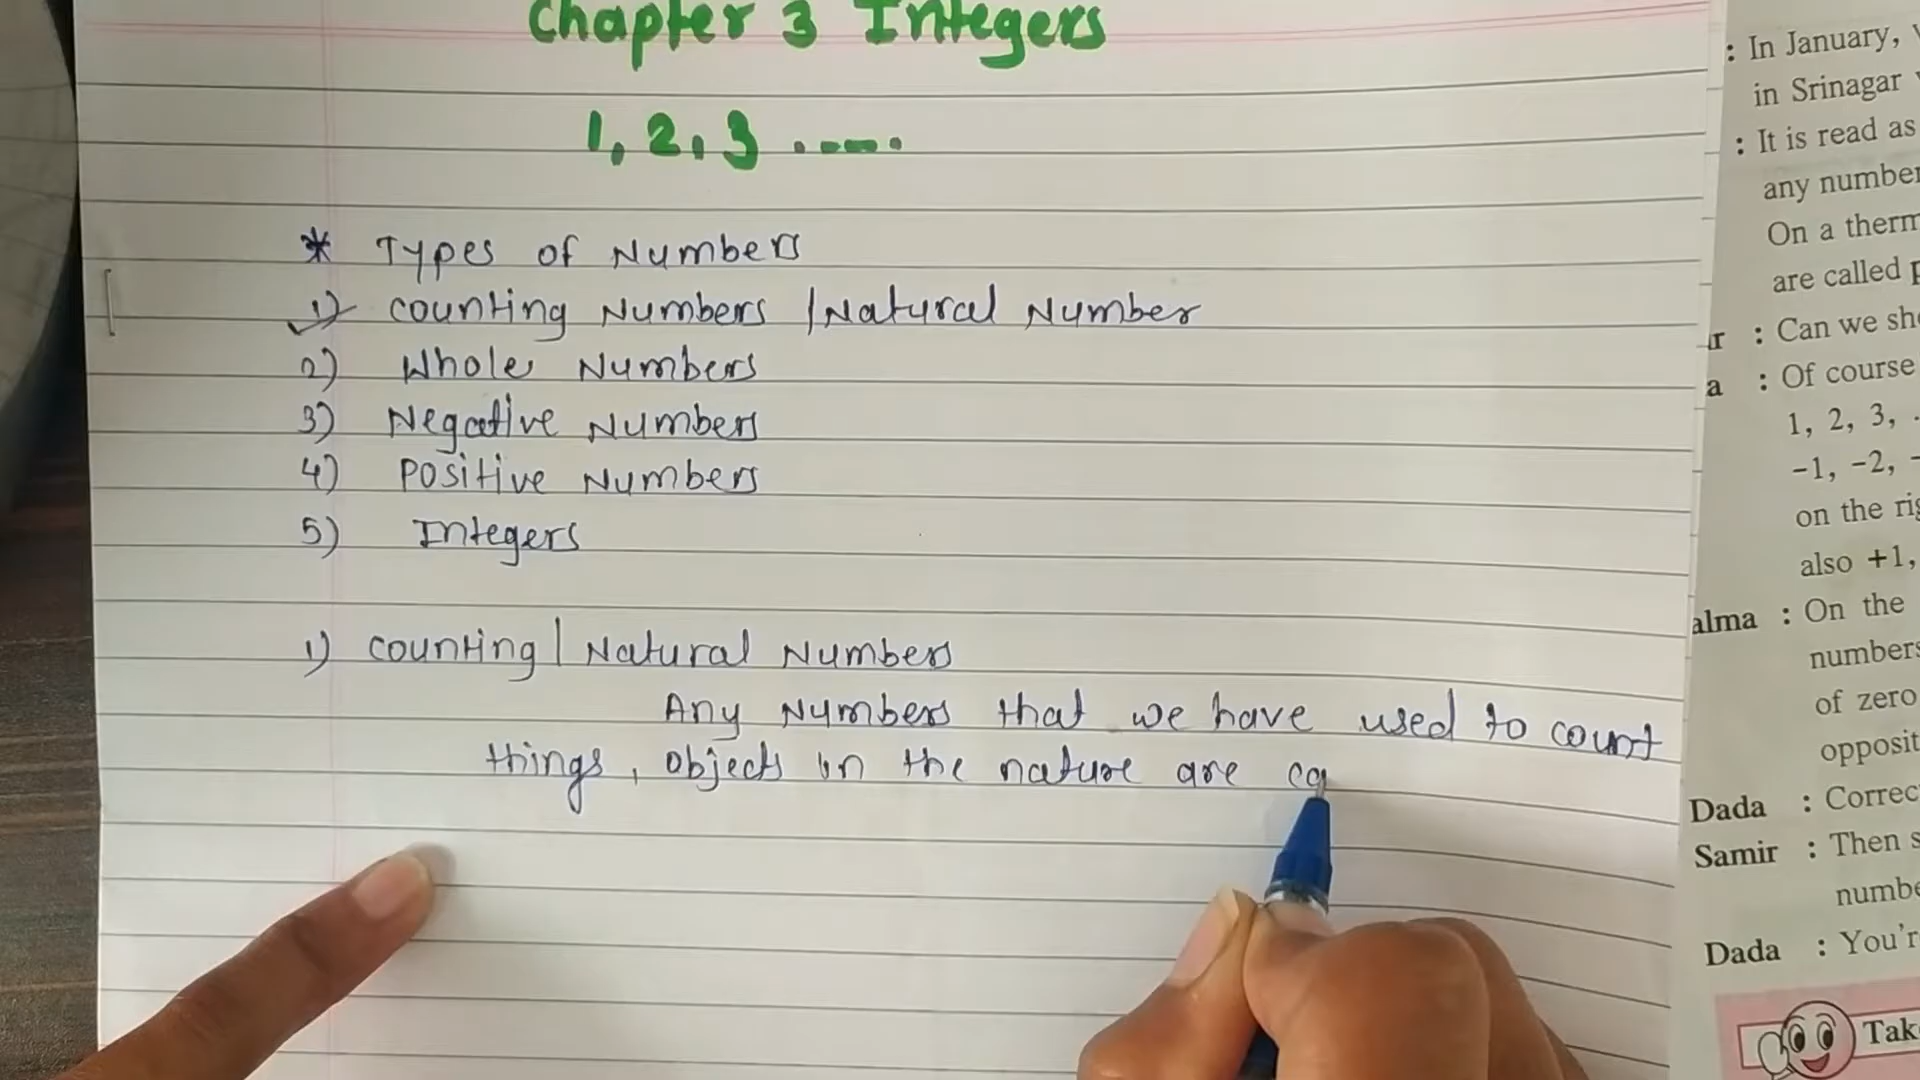 Chapter 3 Integers
1, 2, 3 .....
* Types of Numbers
1) Counting Numbers / Natural Number
2) Whole Numbers
3) Negative Numbers
4) Positive Numbers
5) Integers
1) Counting | Natural Numbers
Any Numbers that we have used to count
things, objects in the nature are ca
: In January,
in Srinagar
: It is read as
any number
On a therm
are called p
r : Can we sho
a : Of course
1, 2, 3,
-1, -2, -
on the rig
also +1,
alma : On the
numbers
of zero
opposit
Dada : Correc
Samir : Then s
numbe
Dada : You'r
Tak